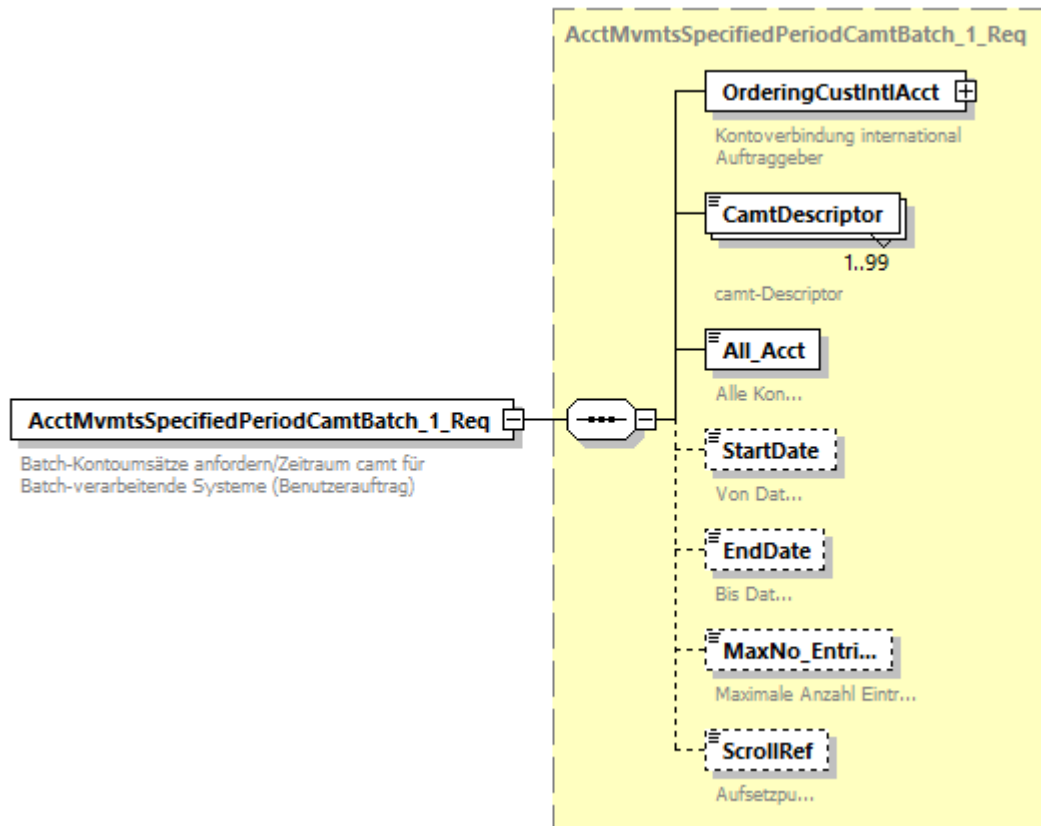 AcctMvmtsSpecifiedPeriodCamtBatch_1_Req
OrderingCustIntlAcct
Kontoverbindung international
Auftraggeber
CamtDescriptor
1..99
camt-Descriptor
All_Acct
Alle Kon...
AcctMvmtsSpecifiedPeriodCamtBatch_1_Req
Batch-Kontoumsätze anfordern/Zeitraum camt für
Batch-verarbeitende Systeme (Benutzerauftrag)
StartDate
Von Dat...
EndDate
Bis Dat...
MaxNo_Entri...
Maximale Anzahl Eintr...
ScrollRef
Aufsetzpu...